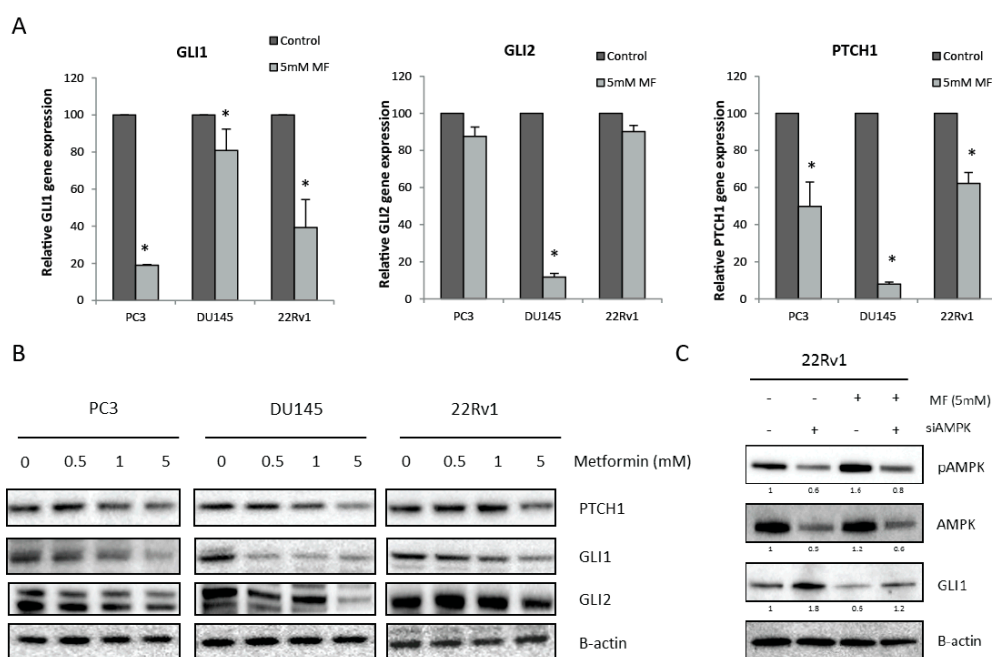 A
GLI1
Control
5mM MF
Relative GLI1 gene expression
120
100
80
60
40
20
0
PC3 DU145 22Rv1
GLI2
Control
5mM MF
Relative GLI2 gene expression
120
100
80
60
40
20
0
PC3 DU145 22Rv1
PTCH1
Control
5mM MF
Relative PTCH1 gene expression
120
100
80
60
40
20
0
PC3 DU145 22Rv1
* * *
*
* * *
B
PC3 DU145 22Rv1
0 0.5 1 5 0 0.5 1 5 0 0.5 1 5 Metformin (mM)
PTCH1
GLI1
GLI2
B-actin
C
22Rv1
- - + + MF (5mM)
- + - + siAMPK
pAMPK
1 0.6 1.6 0.8
AMPK
1 0.5 1.2 0.6
GLI1
1 1.8 0.6 1.2
B-actin